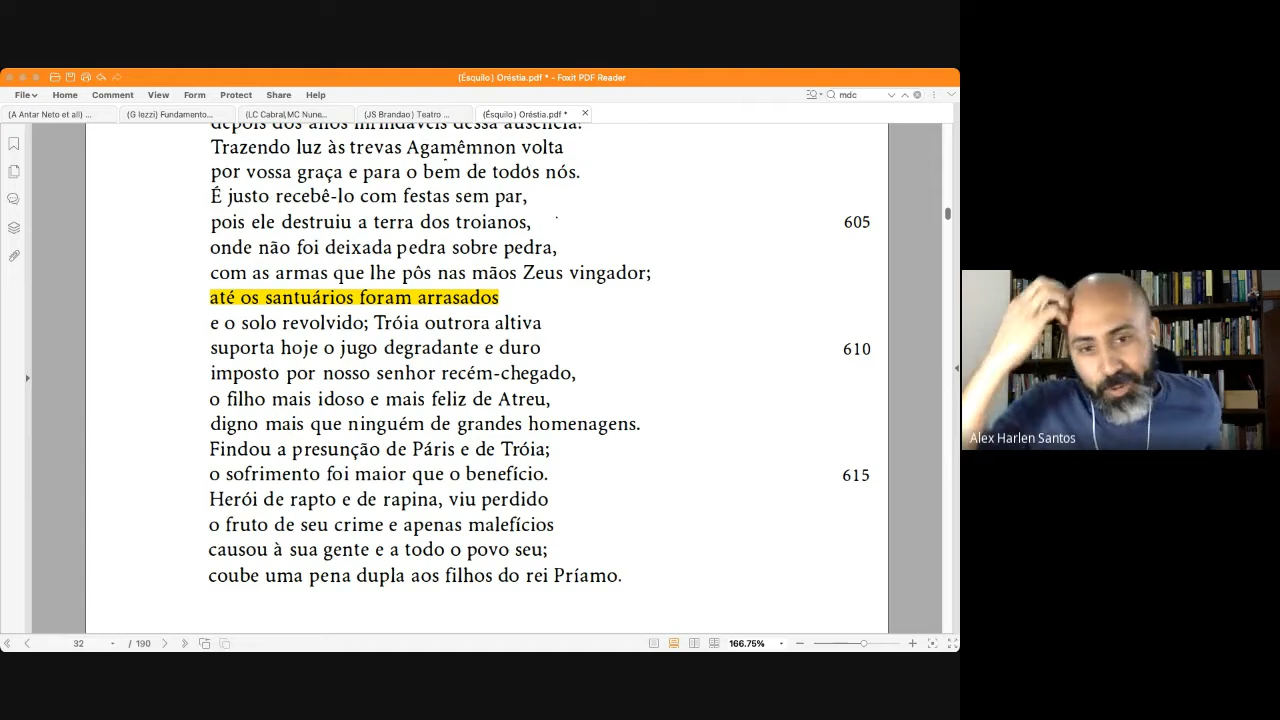 (Ésquilo) Oréstia.pdf * - Foxit PDF Reader
File Home Comment View Form Protect Share Help mdc
(A Antar Neto et all) ... (G Iezzi) Fundamento... (LC Cabral,MC Nune... (JS Brandao) Teatro ... (Ésquilo) Oréstia.pdf *
depois dos anos infindáveis dessa ausência!
Trazendo luz às trevas Agamêmnon volta
por vossa graça e para o bem de todos nós.
É justo recebê-lo com festas sem par,
pois ele destruiu a terra dos troianos, 605
onde não foi deixada pedra sobre pedra,
com as armas que lhe pôs nas mãos Zeus vingador;
até os santuários foram arrasados
e o solo revolvido; Tróia outrora altiva
suporta hoje o jugo degradante e duro 610
imposto por nosso senhor recém-chegado,
o filho mais idoso e mais feliz de Atreu,
digno mais que ninguém de grandes homenagens.
Findou a presunção de Páris e de Tróia;
o sofrimento foi maior que o benefício. 615
Herói de rapto e de rapina, viu perdido
o fruto de seu crime e apenas malefícios
causou à sua gente e a todo o povo seu;
coube uma pena dupla aos filhos do rei Príamo.
32 / 190 166.75%
Alex Harlen Santos